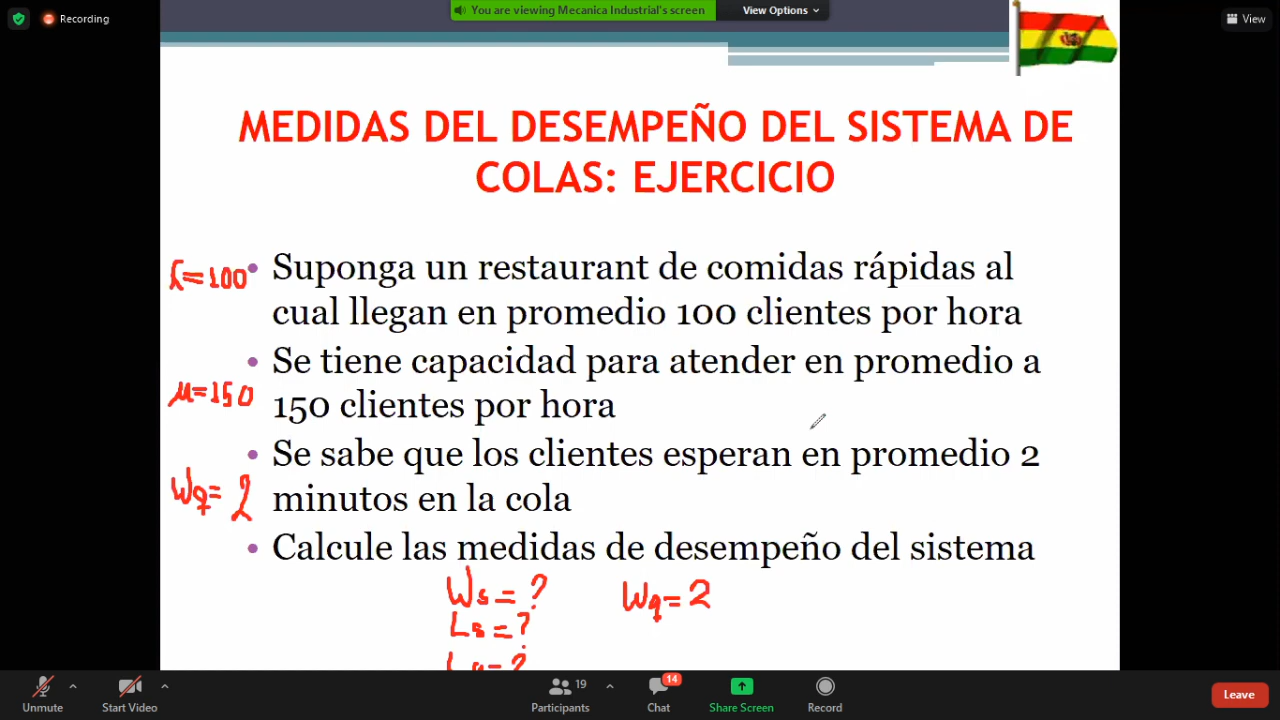 Recording
You are viewing Mecanica Industrial's screen
View Options
View
MEDIDAS DEL DESEMPEÑO DEL SISTEMA DE
COLAS: EJERCICIO
λ=100
Suponga un restaurant de comidas rápidas al
cual llegan en promedio 100 clientes por hora
Se tiene capacidad para atender en promedio a
μ=150
150 clientes por hora
Se sabe que los clientes esperan en promedio 2
Wq=2
minutos en la cola
Calcule las medidas de desempeño del sistema
Ws=?
Wq=2
Ls=?
Lq=?
Unmute
Start Video
19
Participants
14
Chat
Share Screen
Record
Leave